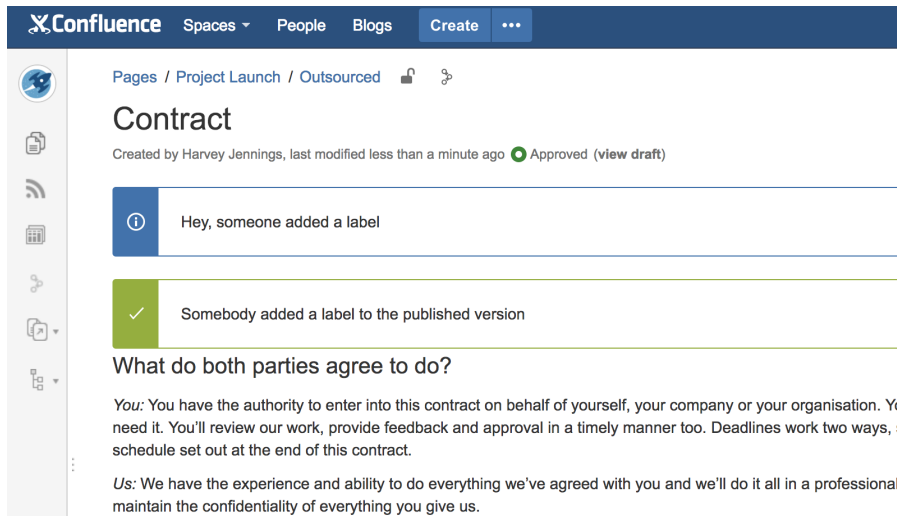 Confluence Spaces People Blogs Create
Pages / Project Launch / Outsourced
Contract
Created by Harvey Jennings, last modified less than a minute ago Approved (view draft)
Hey, someone added a label
Somebody added a label to the published version
What do both parties agree to do?
You: You have the authority to enter into this contract on behalf of yourself, your company or your organisation.
need it. You’ll review our work, provide feedback and approval in a timely manner too. Deadlines work two ways,
schedule set out at the end of this contract.
Us: We have the experience and ability to do everything we’ve agreed with you and we’ll do it all in a professional
maintain the confidentiality of everything you give us.